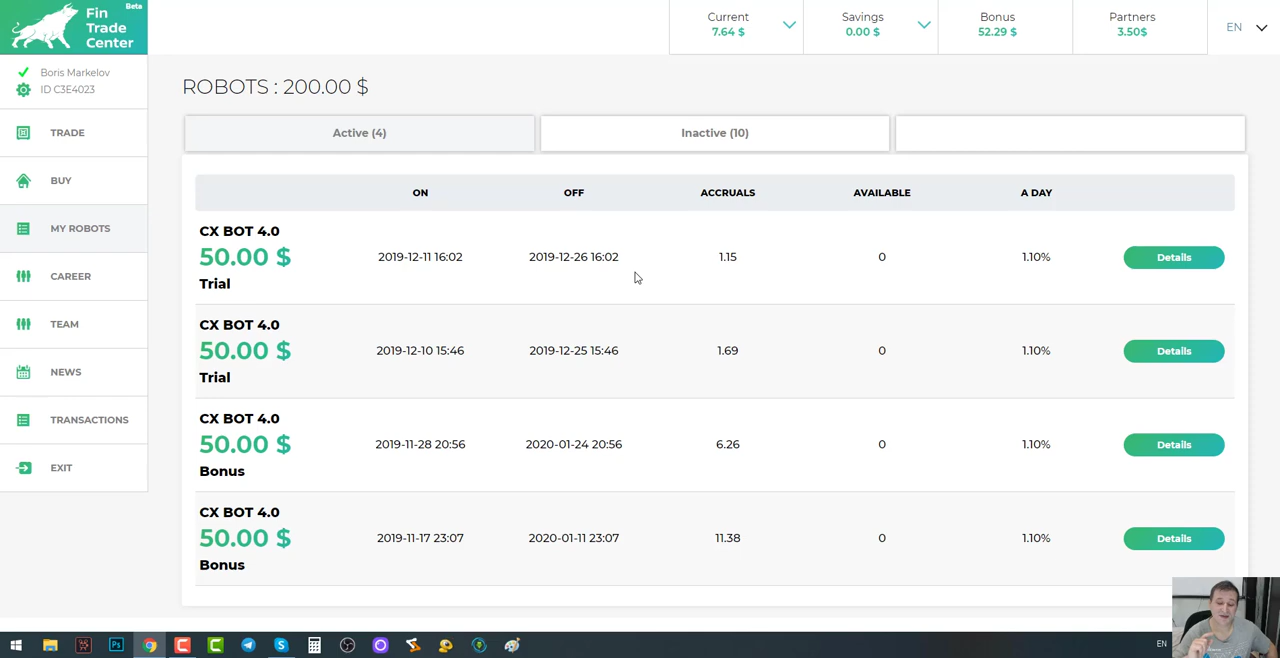 Fin
Trade
Center
Beta
Current
7.64 $
Savings
0.00 $
Bonus
52.29 $
Partners
3.50$
EN
Boris Markelov
ID C3E4023
TRADE
BUY
MY ROBOTS
CAREER
TEAM
NEWS
TRANSACTIONS
EXIT
ROBOTS : 200.00 $
Active (4)
Inactive (10)
ON
OFF
ACCRUALS
AVAILABLE
A DAY
CX BOT 4.0
50.00 $
Trial
2019-12-11 16:02
2019-12-26 16:02
1.15
0
1.10%
Details
CX BOT 4.0
50.00 $
Trial
2019-12-10 15:46
2019-12-25 15:46
1.69
0
1.10%
Details
CX BOT 4.0
50.00 $
Bonus
2019-11-28 20:56
2020-01-24 20:56
6.26
0
1.10%
Details
CX BOT 4.0
50.00 $
Bonus
2019-11-17 23:07
2020-01-11 23:07
11.38
0
1.10%
Details
Ps
EN